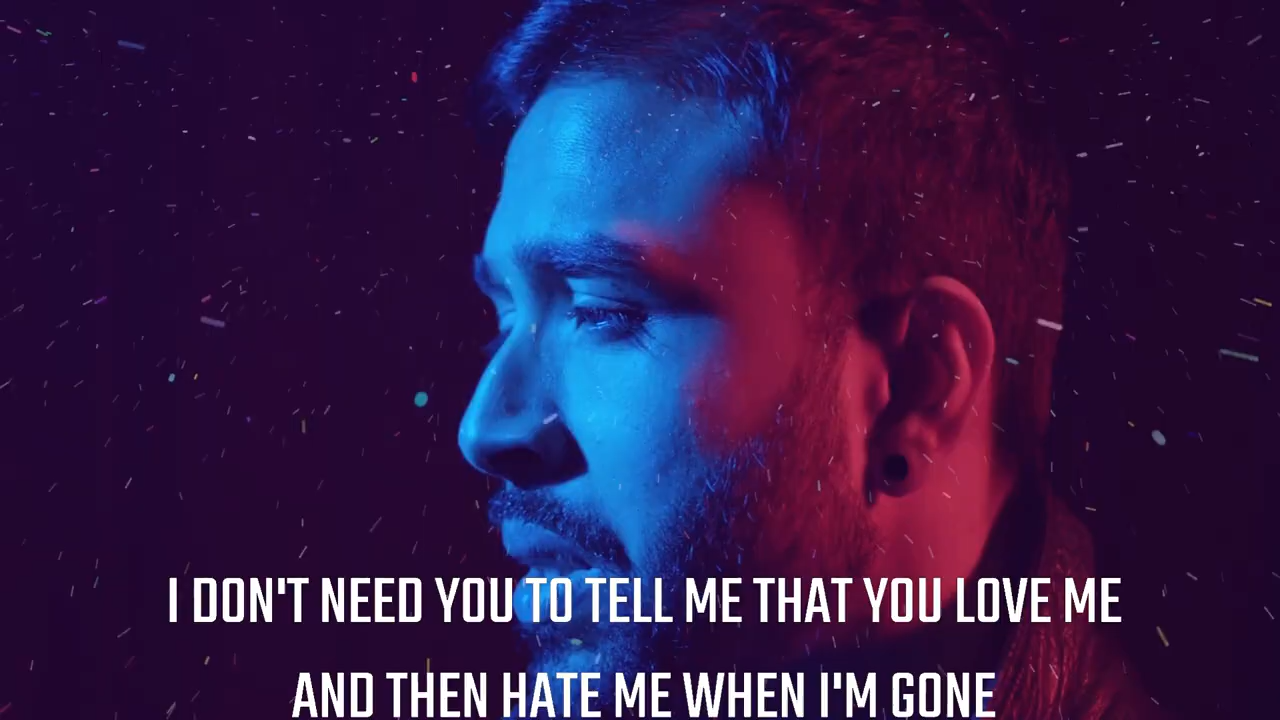 I DON'T NEED YOU TO TELL ME THAT YOU LOVE ME
AND THEN HATE ME WHEN I'M GONE